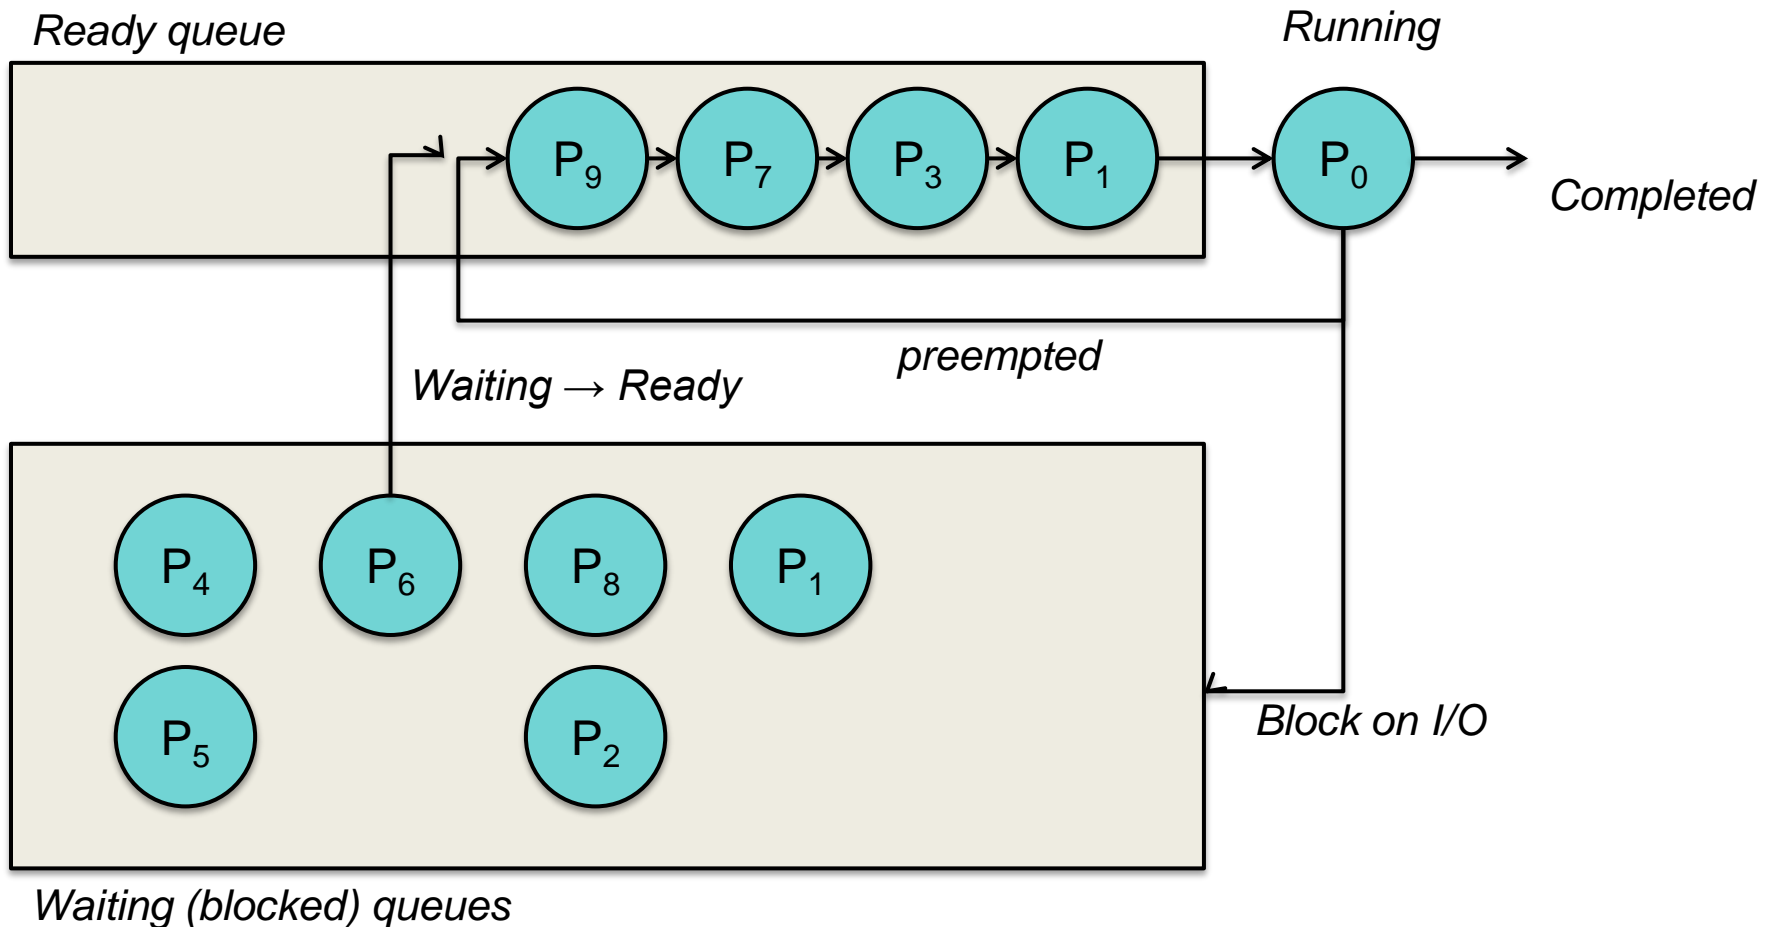 Ready queue
Running
P9
P7
P3
P1
P0
Completed
preempted
Waiting → Ready
P4
P6
P8
P1
P5
P2
Block on I/O
Waiting (blocked) queues